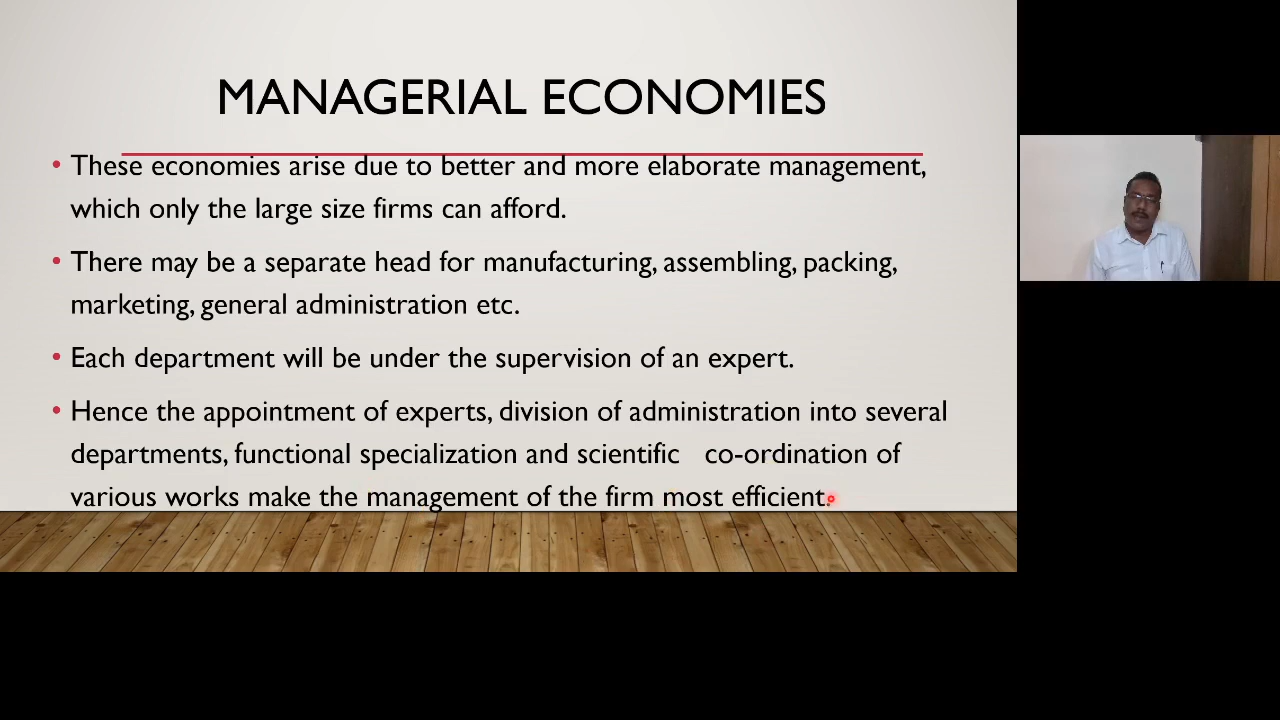 MANAGERIAL ECONOMIES
• These economies arise due to better and more elaborate management,
which only the large size firms can afford.
• There may be a separate head for manufacturing, assembling, packing,
marketing, general administration etc.
• Each department will be under the supervision of an expert.
• Hence the appointment of experts, division of administration into several
departments, functional specialization and scientific co-ordination of
various works make the management of the firm most efficient.